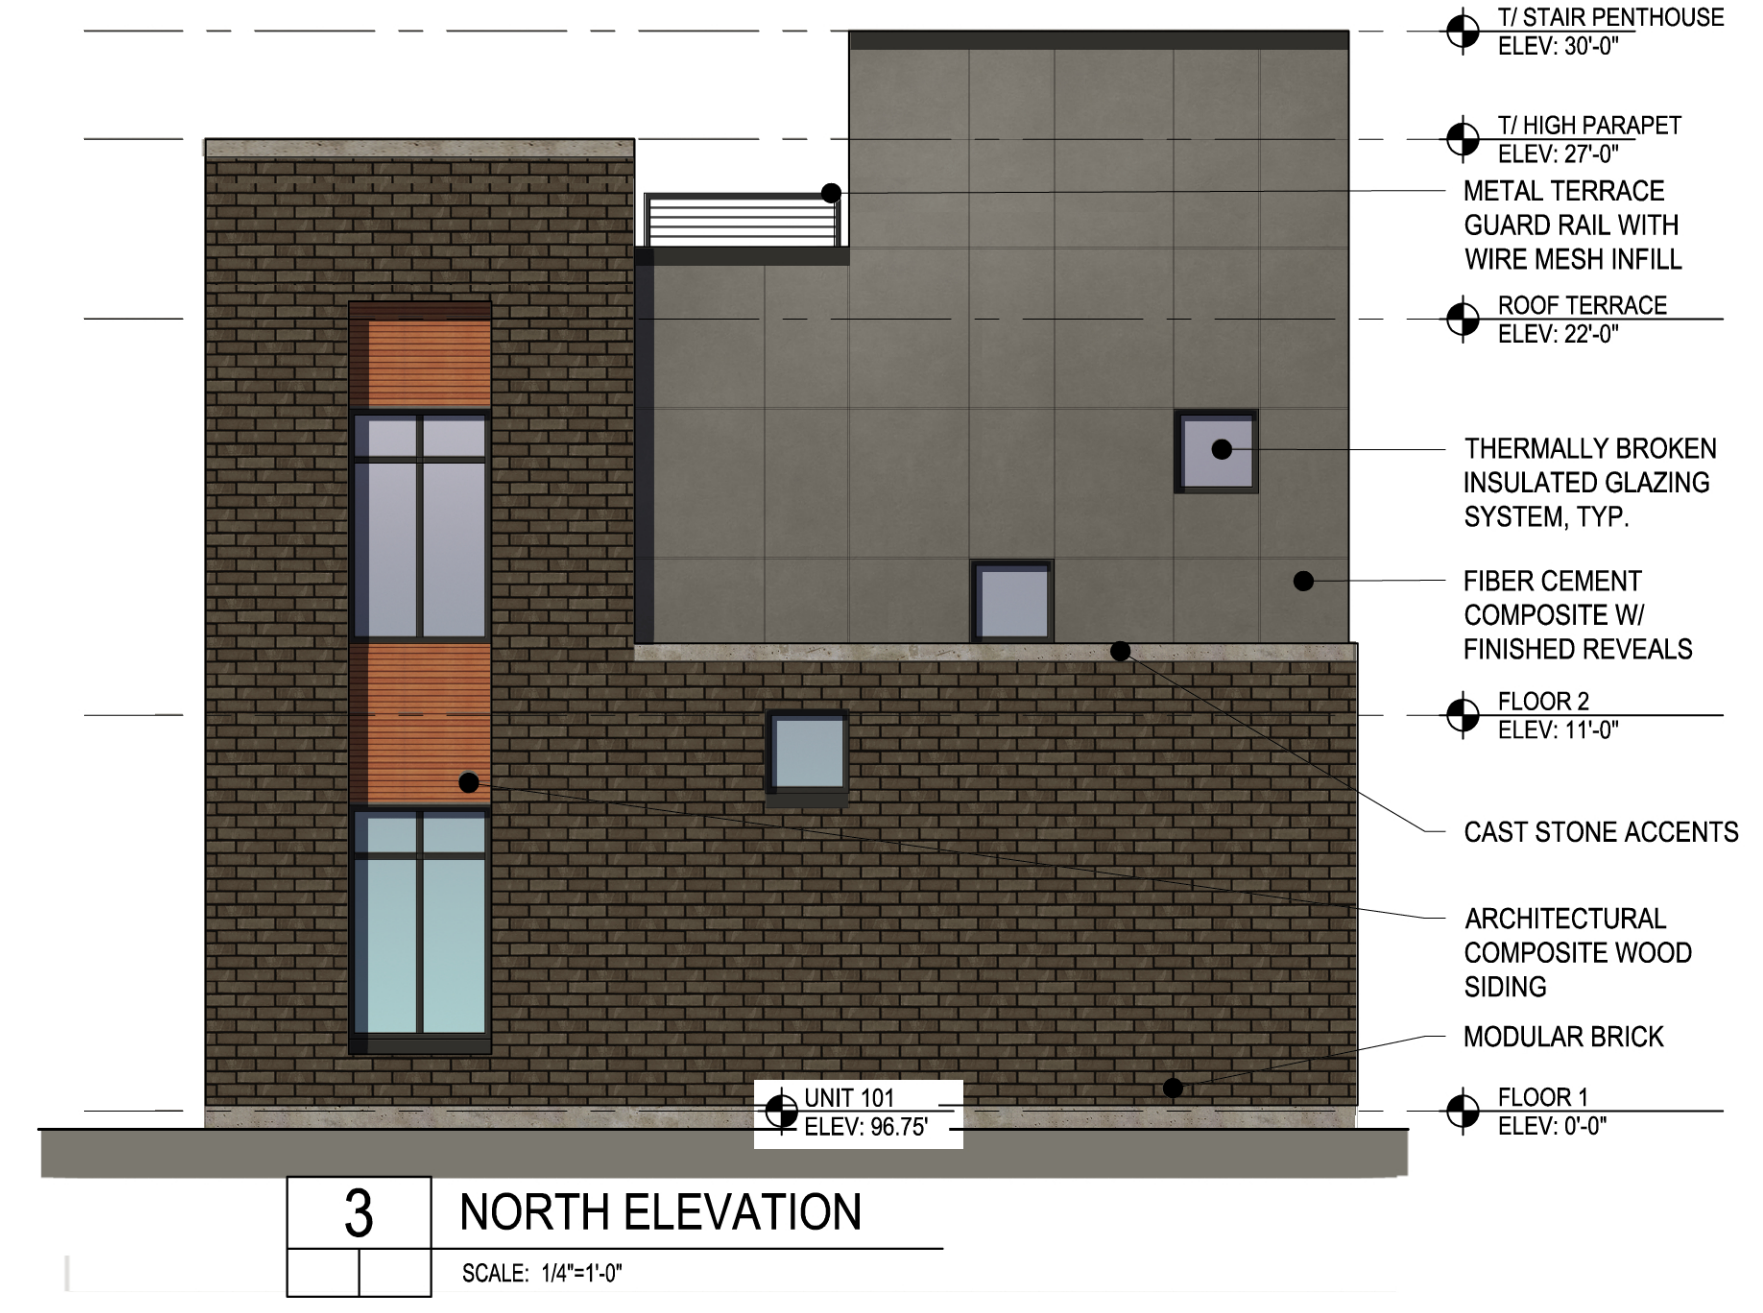 T/ STAIR PENTHOUSE
ELEV: 30'-0"
T/ HIGH PARAPET
ELEV: 27'-0"
METAL TERRACE
GUARD RAIL WITH
WIRE MESH INFILL
ROOF TERRACE
ELEV: 22'-0"
THERMALLY BROKEN
INSULATED GLAZING
SYSTEM, TYP.
FIBER CEMENT
COMPOSITE W/
FINISHED REVEALS
FLOOR 2
ELEV: 11'-0"
CAST STONE ACCENTS
ARCHITECTURAL
COMPOSITE WOOD
SIDING
MODULAR BRICK
FLOOR 1
ELEV: 0'-0"
UNIT 101
ELEV: 96.75'
3
NORTH ELEVATION
SCALE: 1/4"=1'-0"